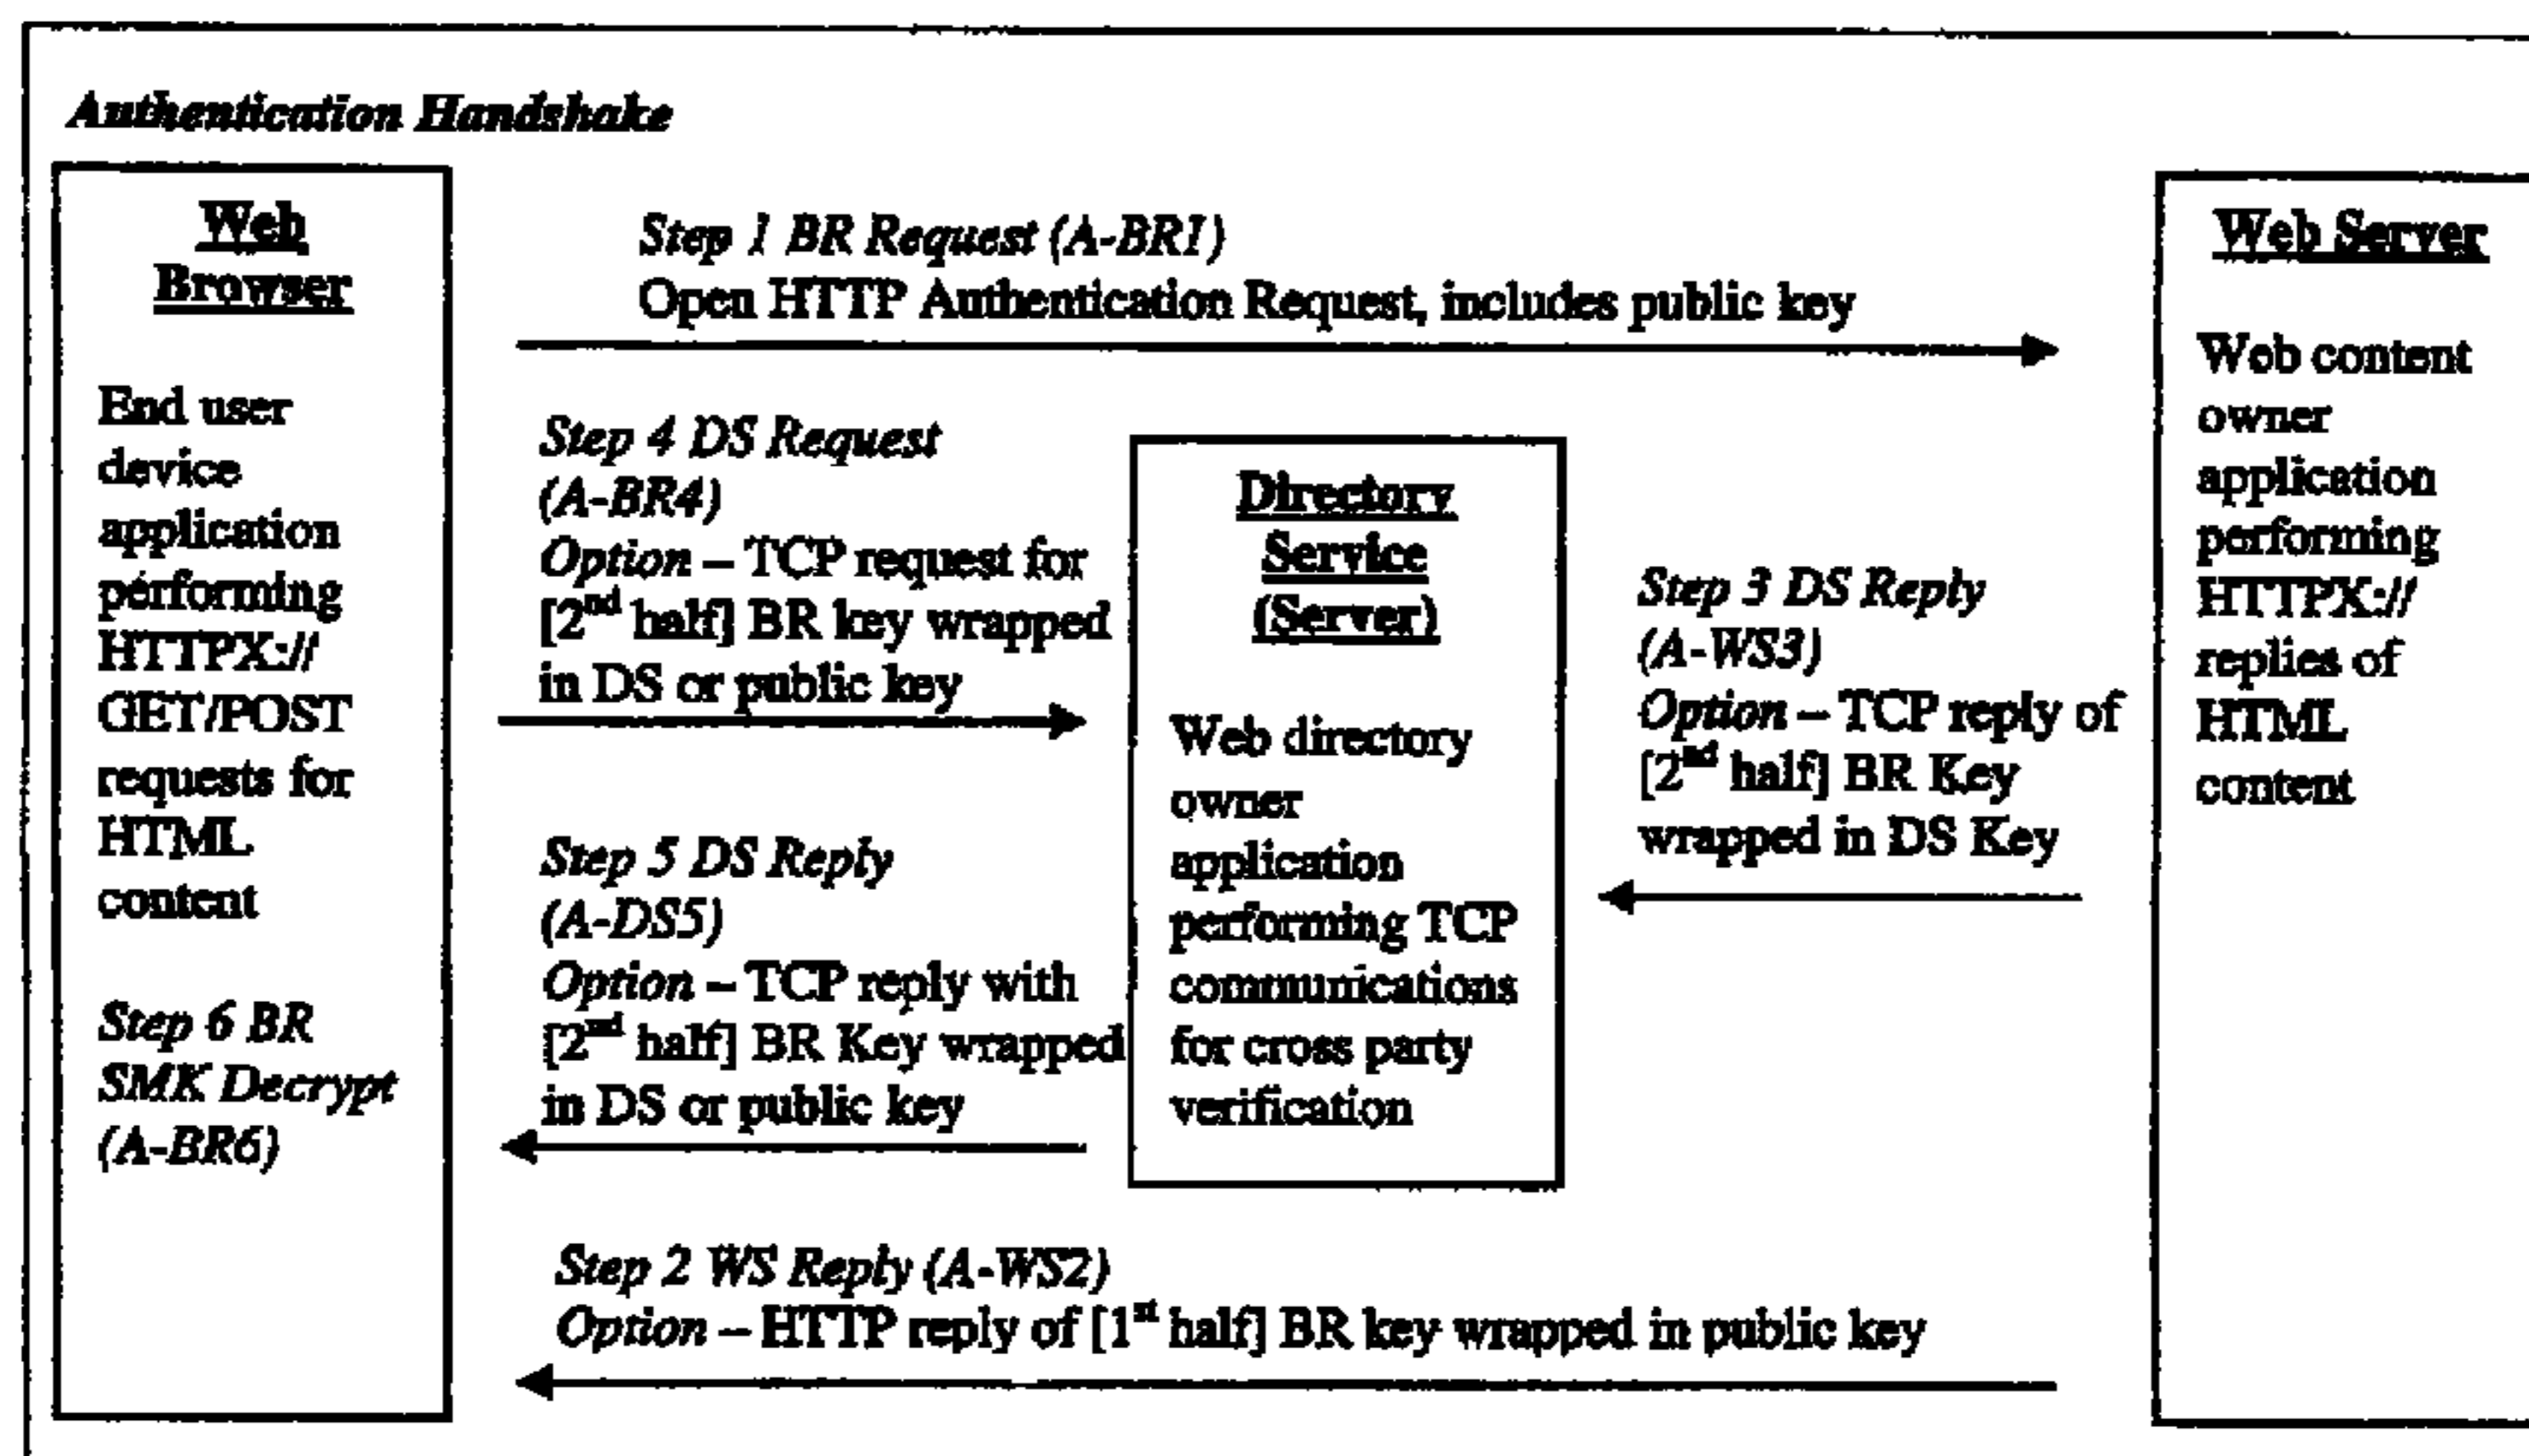 Authentication Handshake
Web
Browser
End user
device
application
performing
HTTPX://
GET/POST
requests for
HTML
content
Step 6 BR
SMK Decrypt
(A-BR6)
Step 1 BR Request (A-BR1)
Open HTTP Authentication Request, includes public key
Step 4 DS Request
(A-BR4)
Option – TCP request for
[2nd half] BR key wrapped
in DS or public key
Step 5 DS Reply
(A-DS5)
Option – TCP reply with
[2nd half] BR Key wrapped
in DS or public key
Directory
Service
(Server)
Web directory
owner
application
performing TCP
communications
for cross party
verification
Step 3 DS Reply
(A-WS3)
Option – TCP reply of
[2nd half] BR Key
wrapped in DS Key
Step 2 WS Reply (A-WS2)
Option – HTTP reply of [1st half] BR key wrapped in public key
Web Server
Web content
owner
application
performing
HTTPX://
replies of
HTML
content